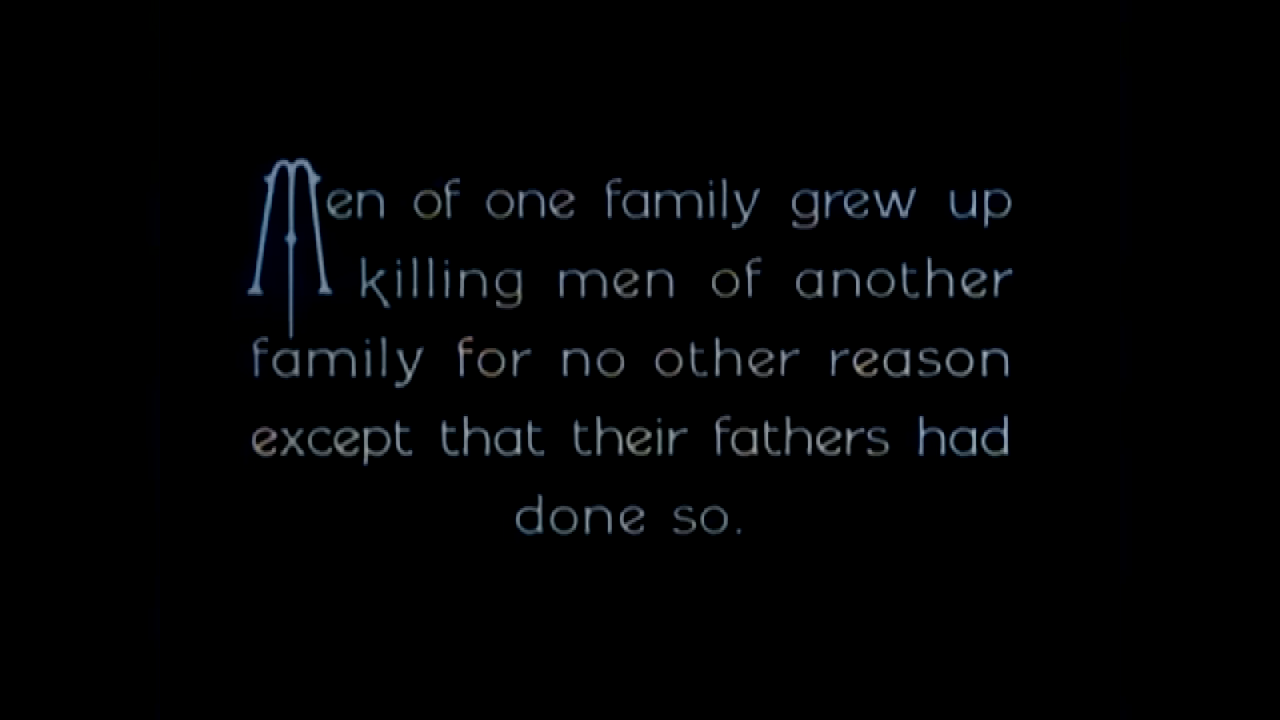 Men of one family grew up
killing men of another
family for no other reason
except that their fathers had
done so.